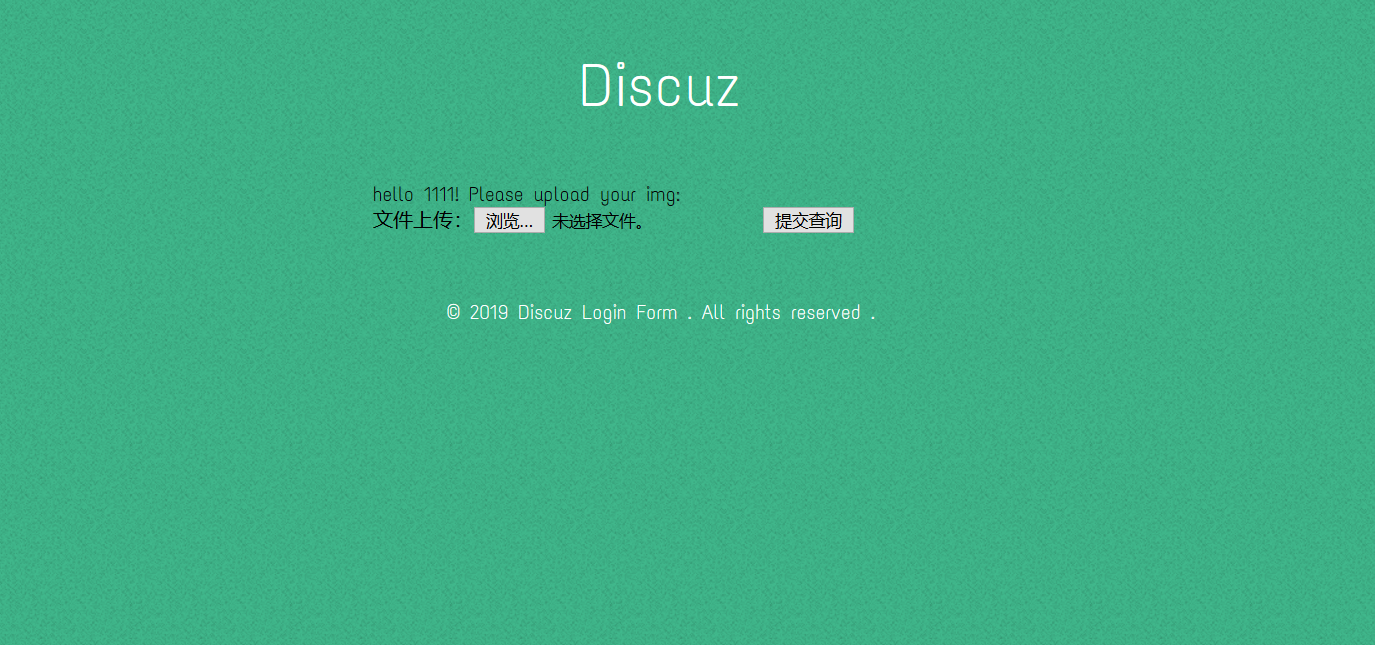 Discuz
hello 1111! Please upload your img:
文件上传： 浏览... 未选择文件。 提交查询
© 2019 Discuz Login Form . All rights reserved .